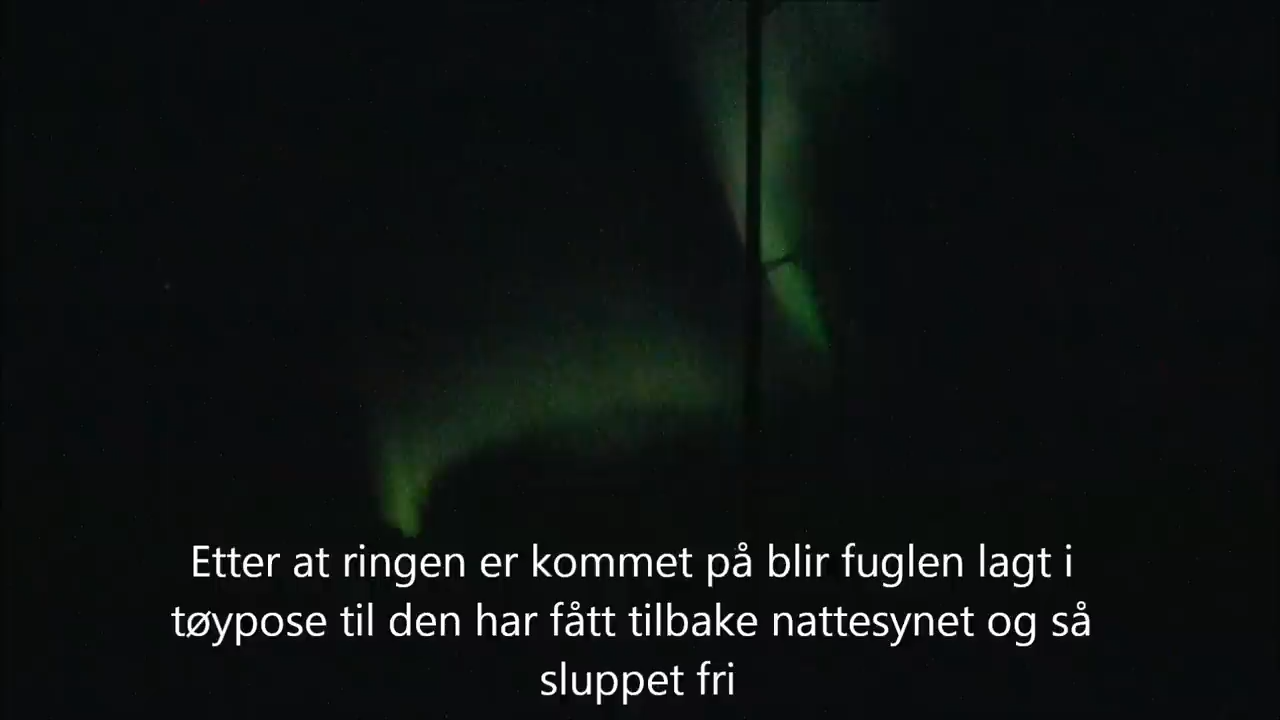 Etter at ringen er kommet på blir fuglen lagt i
tøypose til den har fått tilbake nattesynet og så
sluppet fri